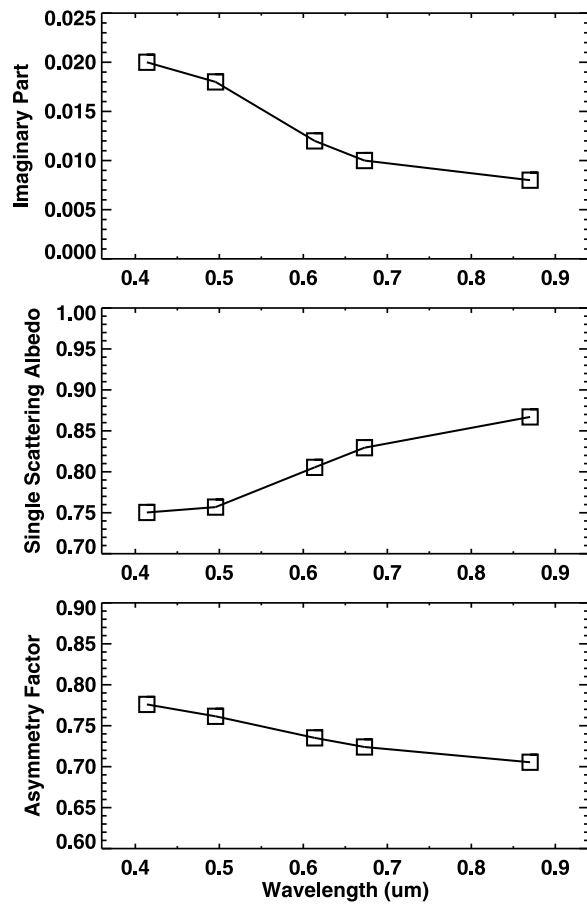 0.025
0.020
0.015
0.010
0.005
0.000
Imaginary Part
0.4 0.5 0.6 0.7 0.8 0.9
1.00
0.95
0.90
0.85
0.80
0.75
0.70
Single Scattering Albedo
0.4 0.5 0.6 0.7 0.8 0.9
0.90
0.85
0.80
0.75
0.70
0.65
0.60
Asymmetry Factor
0.4 0.5 0.6 0.7 0.8 0.9
Wavelength (um)